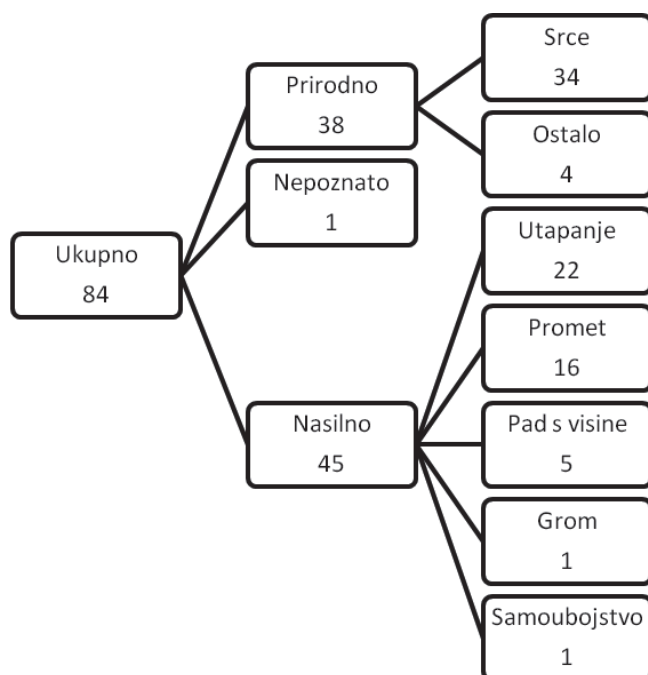 Ukupno
84
Prirodno
38
Nepoznato
1
Nasilno
45
Srce
34
Ostalo
4
Utapanje
22
Promet
16
Pad s visine
5
Grom
1
Samoubojstvo
1